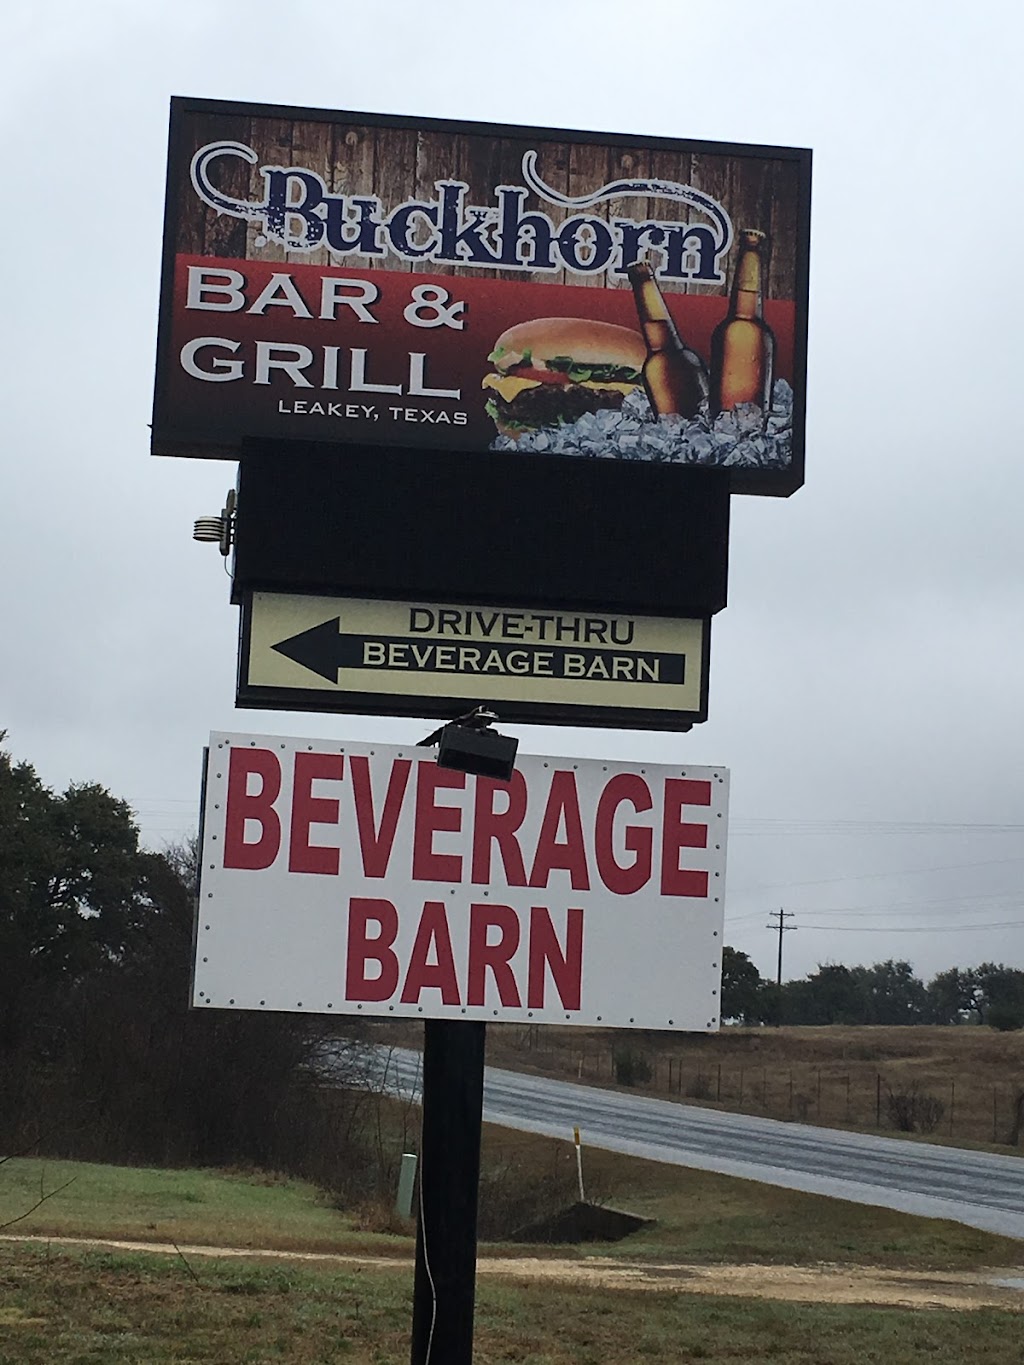 Buckhorn
BAR &
GRILL
LEAKEY, TEXAS
DRIVE-THRU
BEVERAGE BARN
BEVERAGE
BARN